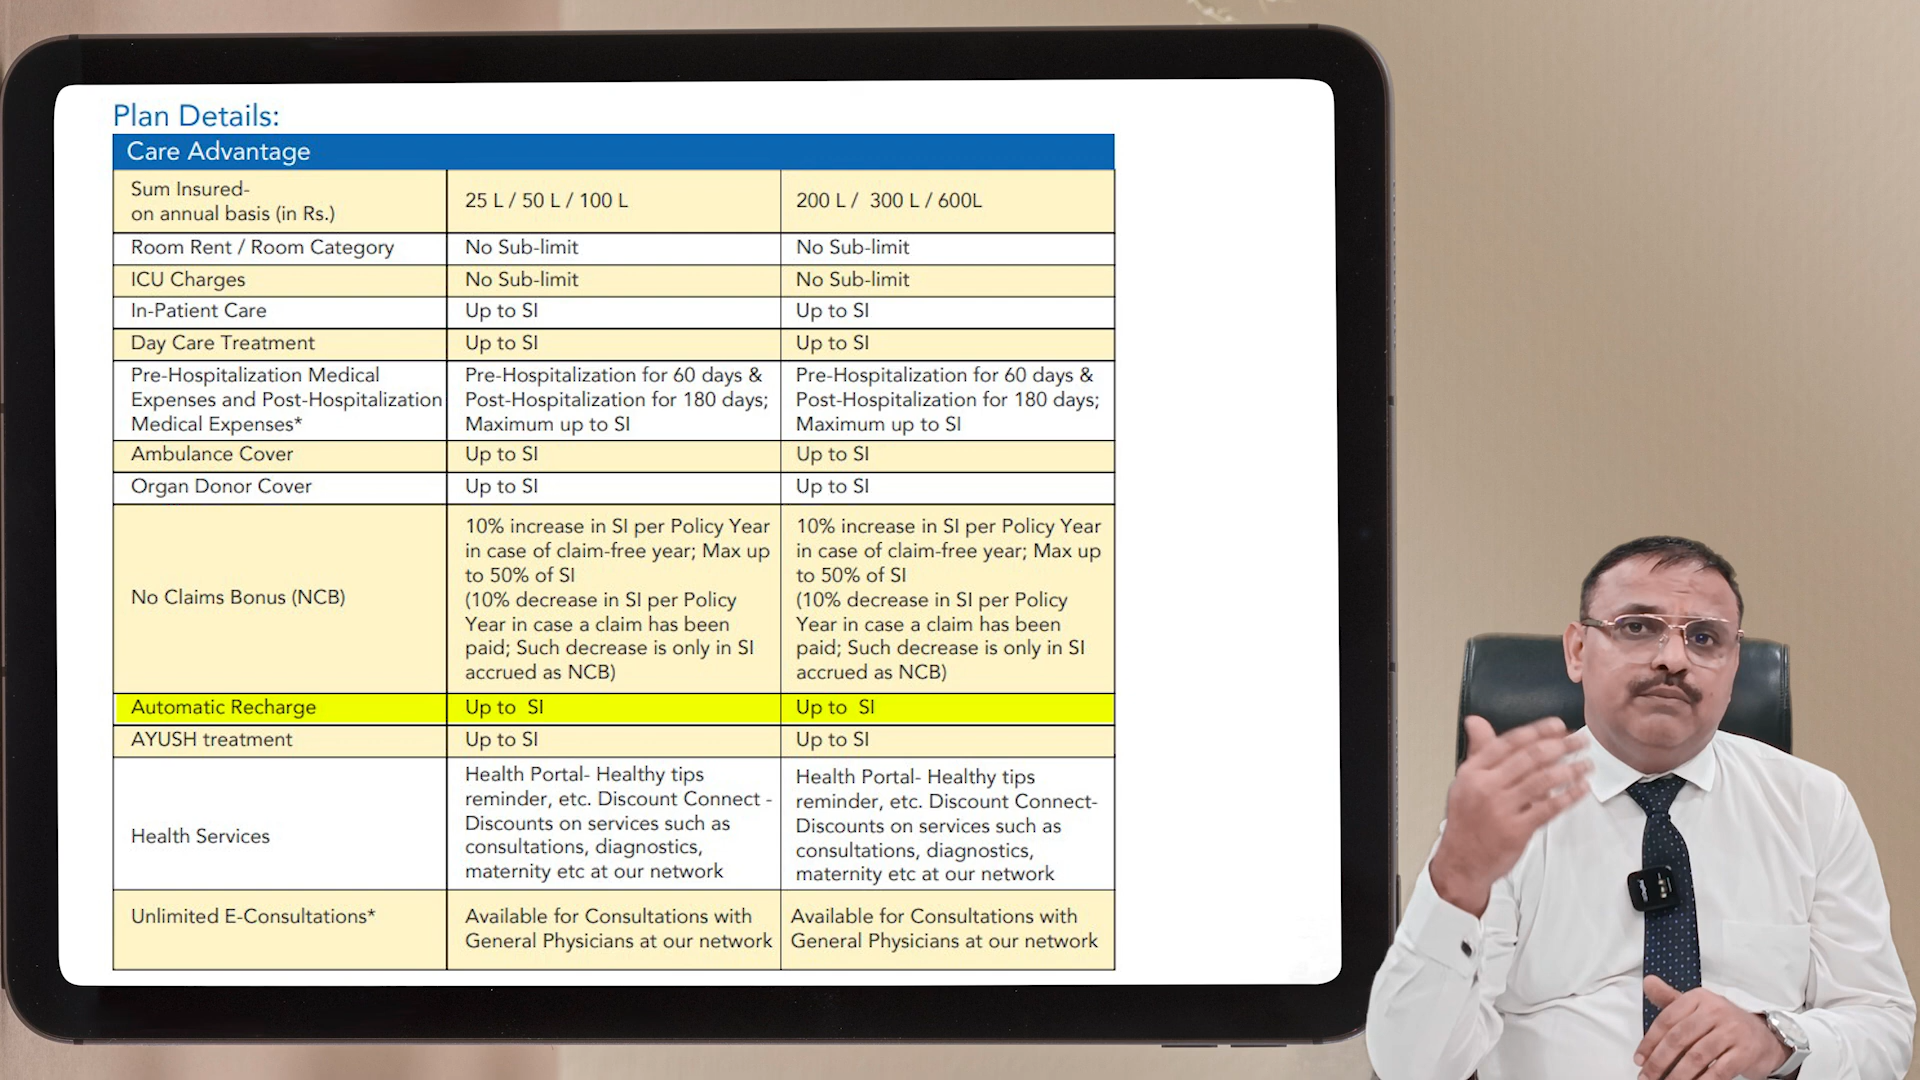 Plan Details:
Care Advantage
Sum Insured-
on annual basis (in Rs.)
25 L / 50 L / 100 L
200 L /  300 L / 600L
Room Rent / Room Category
No Sub-limit
No Sub-limit
ICU Charges
No Sub-limit
No Sub-limit
In-Patient Care
Up to SI
Up to SI
Day Care Treatment
Up to SI
Up to SI
Pre-Hospitalization Medical
Expenses and Post-Hospitalization
Medical Expenses*
Pre-Hospitalization for 60 days &
Post-Hospitalization for 180 days;
Maximum up to SI
Pre-Hospitalization for 60 days &
Post-Hospitalization for 180 days;
Maximum up to SI
Ambulance Cover
Up to SI
Up to SI
Organ Donor Cover
Up to SI
Up to SI
No Claims Bonus (NCB)
10% increase in SI per Policy Year
in case of claim-free year; Max up
to 50% of SI
(10% decrease in SI per Policy
Year in case a claim has been
paid; Such decrease is only in SI
accrued as NCB)
10% increase in SI per Policy Year
in case of claim-free year; Max up
to 50% of SI
(10% decrease in SI per Policy
Year in case a claim has been
paid; Such decrease is only in SI
accrued as NCB)
Automatic Recharge
Up to  SI
Up to  SI
AYUSH treatment
Up to SI
Up to SI
Health Services
Health Portal- Healthy tips
reminder, etc. Discount Connect -
Discounts on services such as
consultations, diagnostics,
maternity etc at our network
Health Portal- Healthy tips
reminder, etc. Discount Connect-
Discounts on services such as
consultations, diagnostics,
maternity etc at our network
Unlimited E-Consultations*
Available for Consultations with
General Physicians at our network
Available for Consultations with
General Physicians at our network